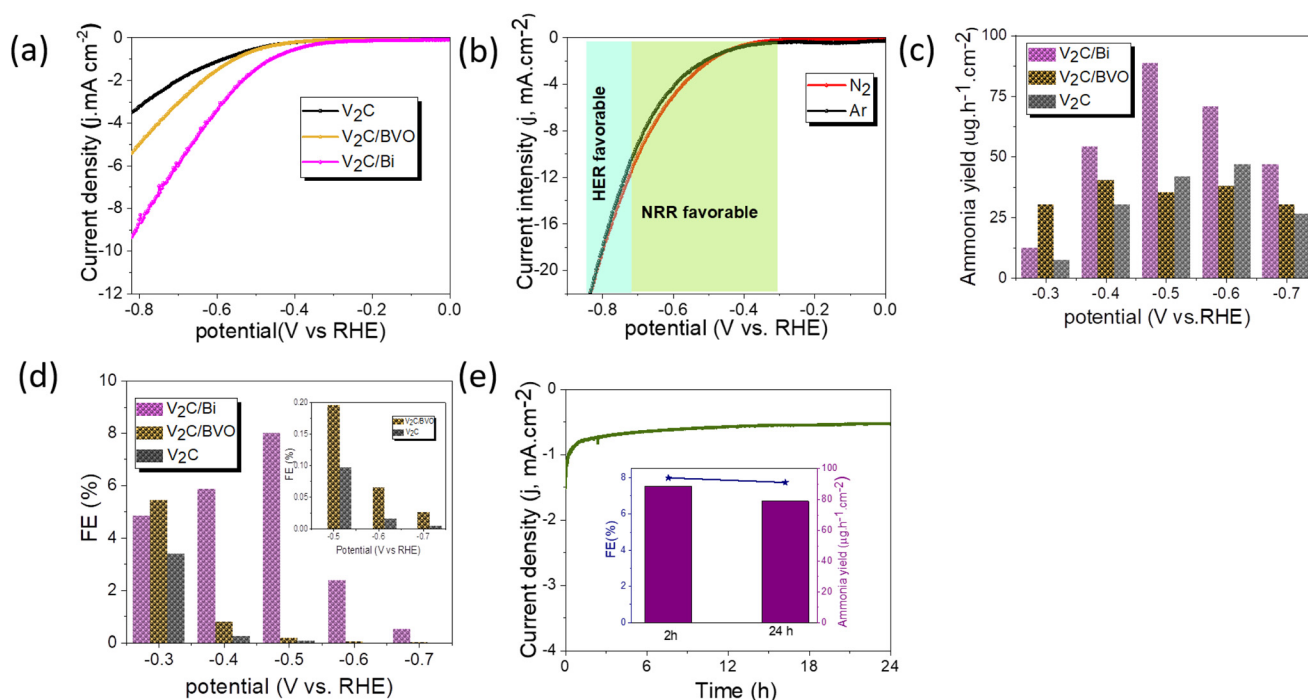 (a)
Current density (j.mA cm-2)
0
-2
-4
-6
-8
-10
-12
V2C
V2C/BVO
V2C/Bi
-0.8
-0.6
-0.4
-0.2
0.0
potential(V vs RHE)
(b)
Current intensity (j, mA.cm-2)
0
-4
-8
-12
-16
-20
HER favorable
NRR favorable
N2
Ar
-0.8
-0.6
-0.4
-0.2
0.0
potential (V vs. RHE)
(c)
Ammonia yield (ug.h-1.cm-2)
100
75
50
25
0
V2C/Bi
V2C/BVO
V2C
-0.3
-0.4
-0.5
-0.6
-0.7
potential (V vs.RHE)
(d)
FE (%)
10
8
6
4
2
0
V2C/Bi
V2C/BVO
V2C
FE (%)
0.20
0.15
0.10
0.05
0.00
V2C/BVO
V2C
-0.5
-0.6
-0.7
Potential (V vs RHE)
-0.3
-0.4
-0.5
-0.6
-0.7
potential (V vs. RHE)
(e)
Current density (j, mA.cm-2)
0
-1
-2
-3
-4
FE(%)
8
6
4
2
0
2h
24 h
100
80
60
40
20
0
Ammonia yield (μg.h-1.cm-2)
0
6
12
18
24
Time (h)